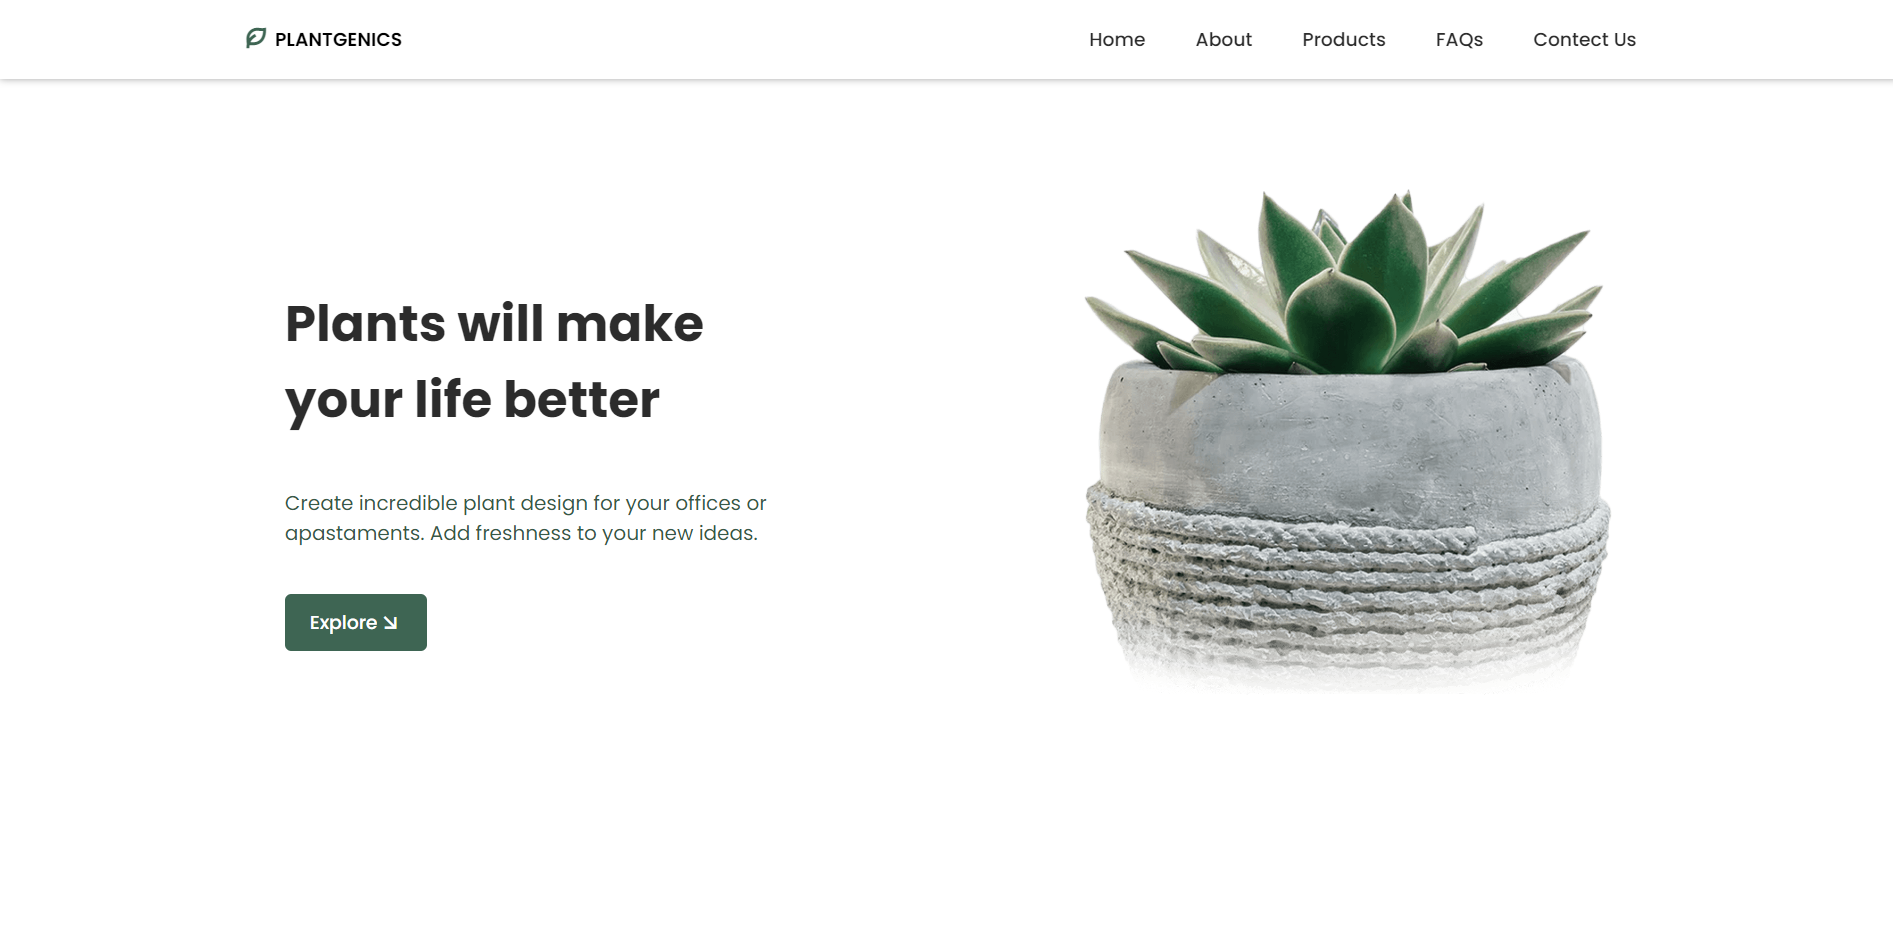 PLANTGENICS
Home About Products FAQs Contect Us
Plants will make
your life better
Create incredible plant design for your offices or
apastaments. Add freshness to your new ideas.
Explore